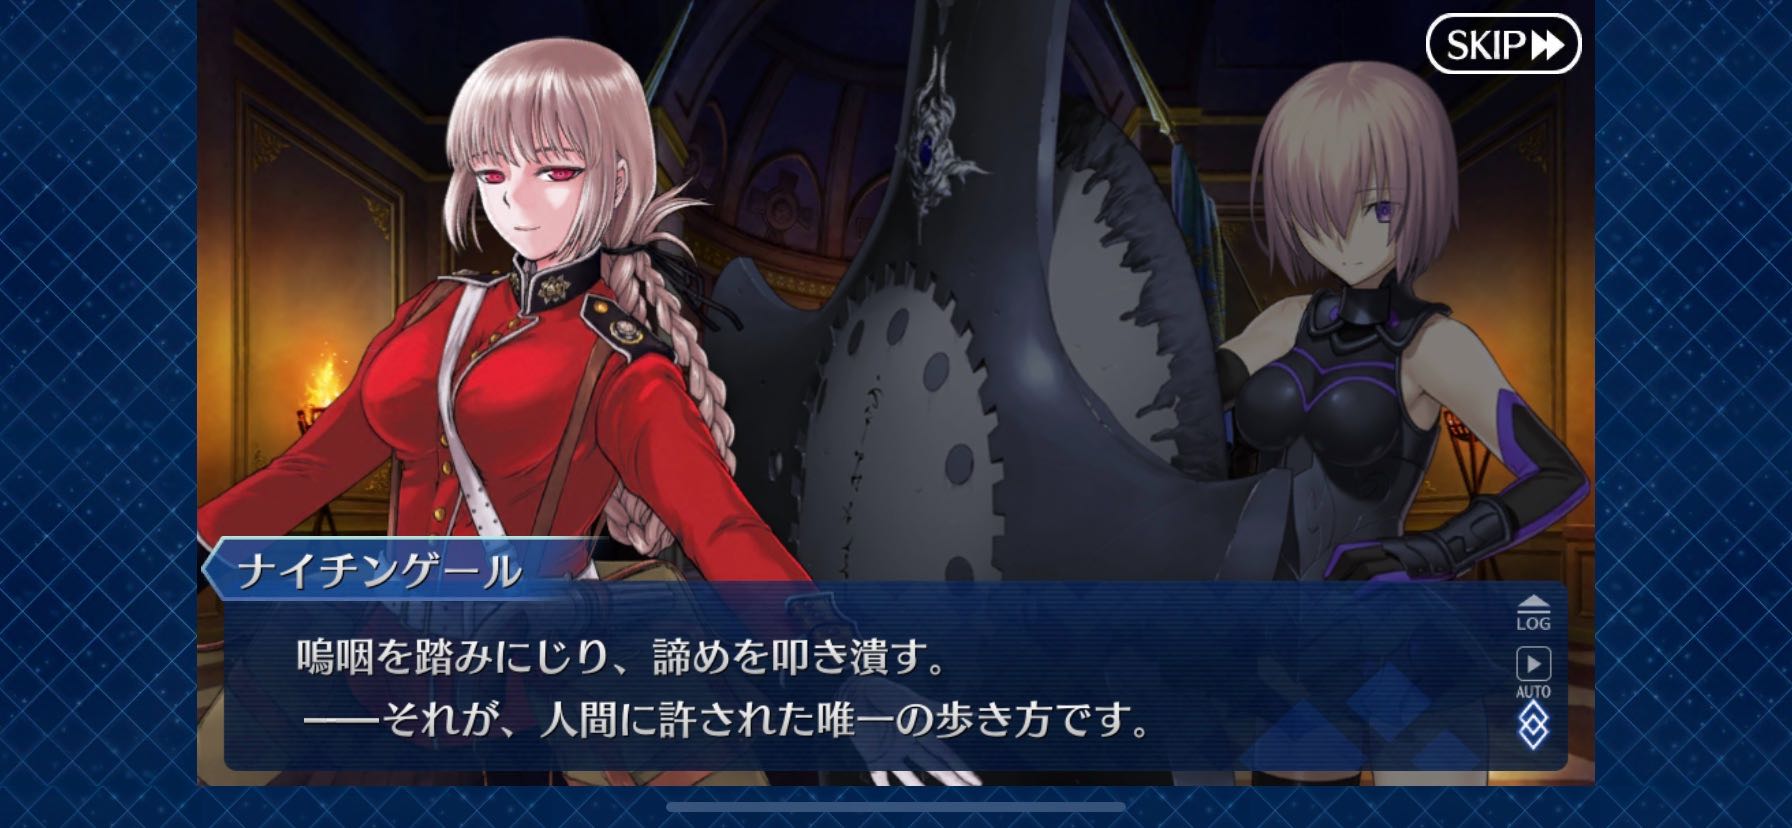 SKIP
ナイチンゲール
嗚咽を踏みにじり、諦めを叩き潰す。
――それが、人間に許された唯一の歩き方です。
LOG
AUTO